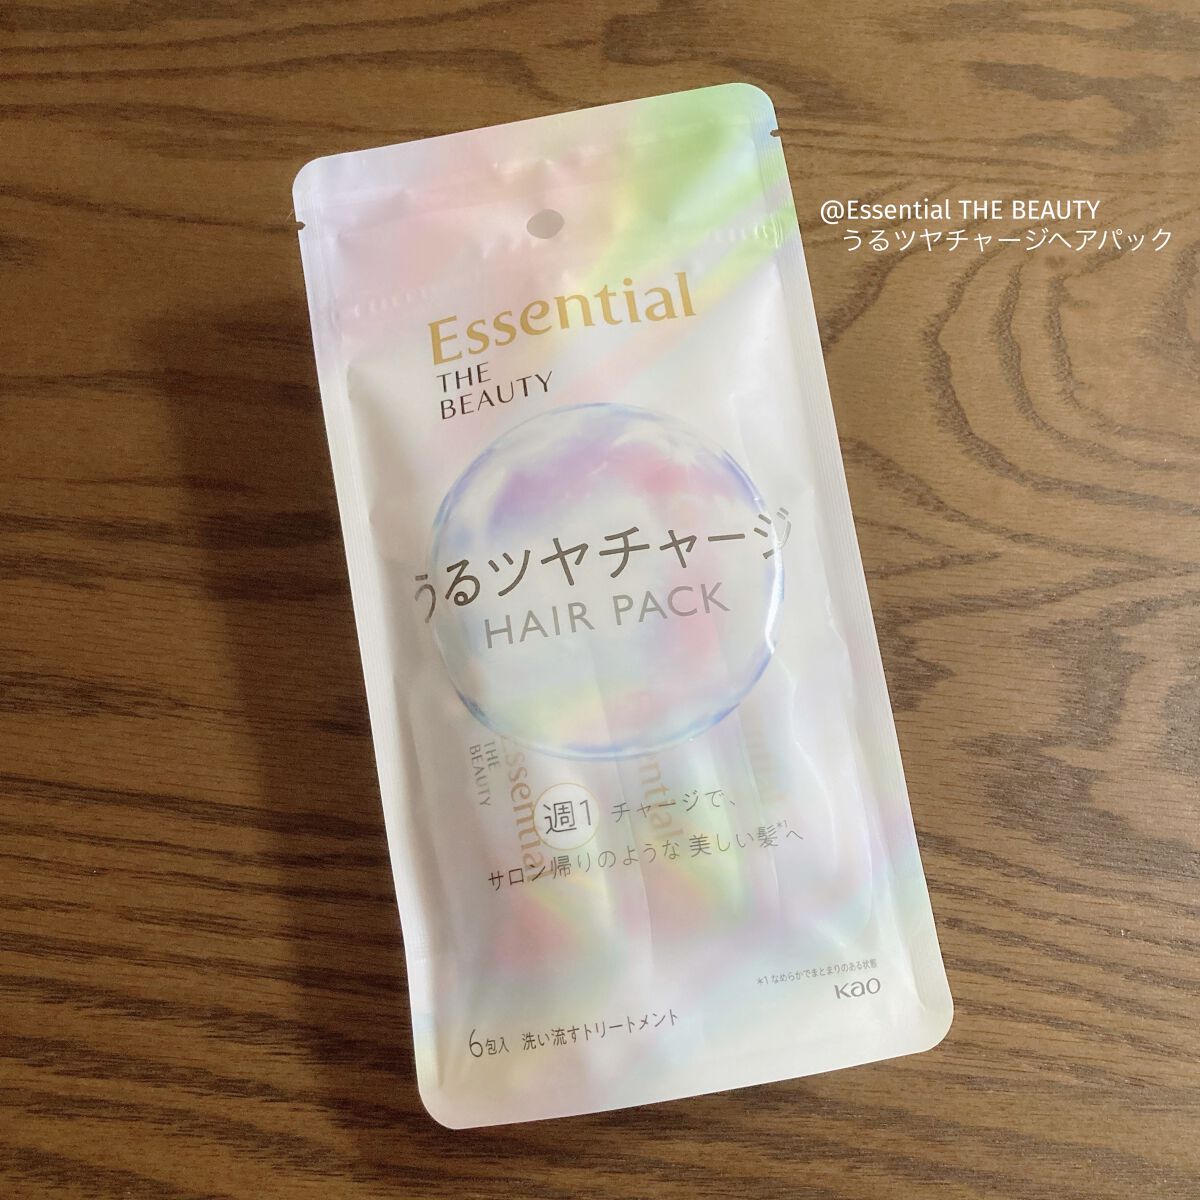 @Essential THE BEAUTY
うるツヤチャージヘアパック
Essential
THE
BEAUTY
うるツヤチャージ
HAIR PACK
THE
BEAUTY
Essential
ntial
週1 チャージで、
サロン帰りのような 美しい髪*1へ
*1 なめらかでまとまりのある状態
Kao
6包入 洗い流すトリートメント